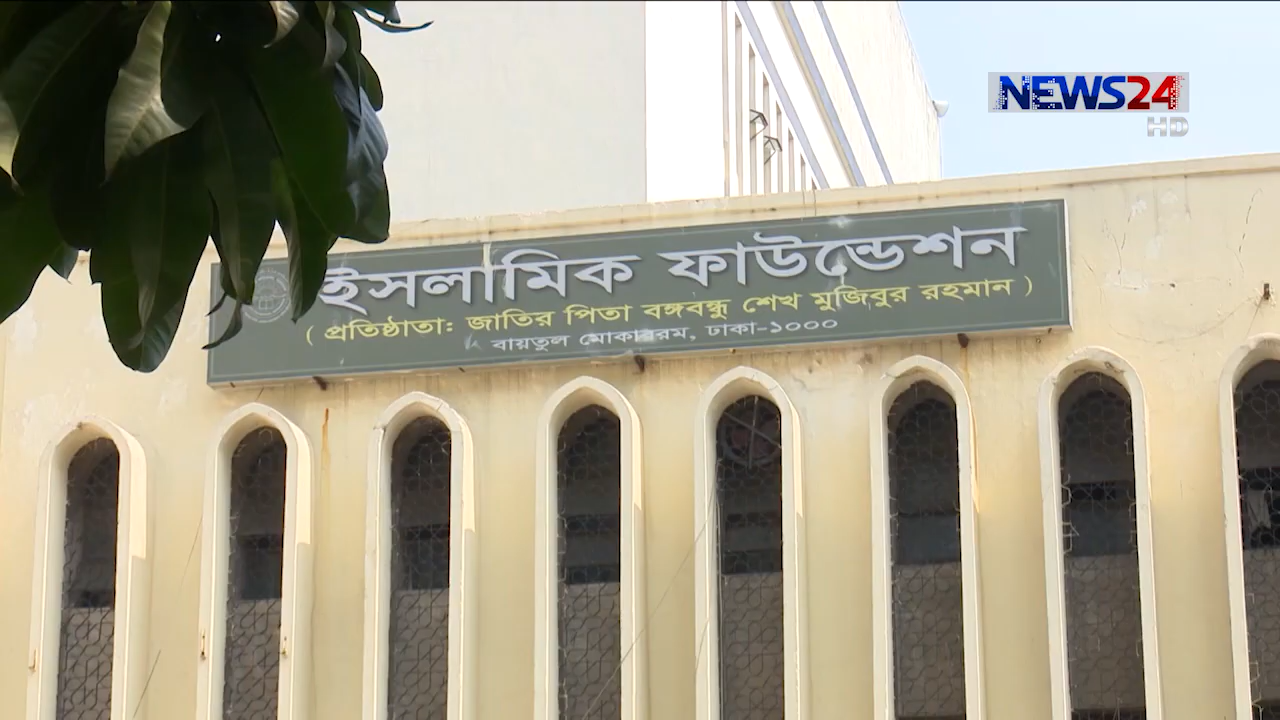 NEWS24
HD
ইসলামিক ফাউন্ডেশন
( প্রতিষ্ঠাতা: জাতির পিতা বঙ্গবন্ধু শেখ মুজিবুর রহমান )
বায়তুল মোকাররম, ঢাকা-১০০০